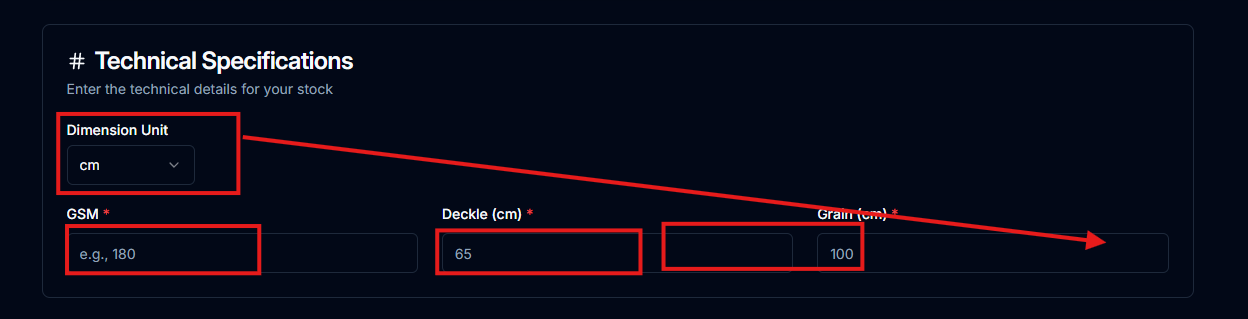 # Technical Specifications
Enter the technical details for your stock
Dimension Unit
cm
GSM *
Deckle (cm) *
Grain (cm) *
e.g., 180
65
100